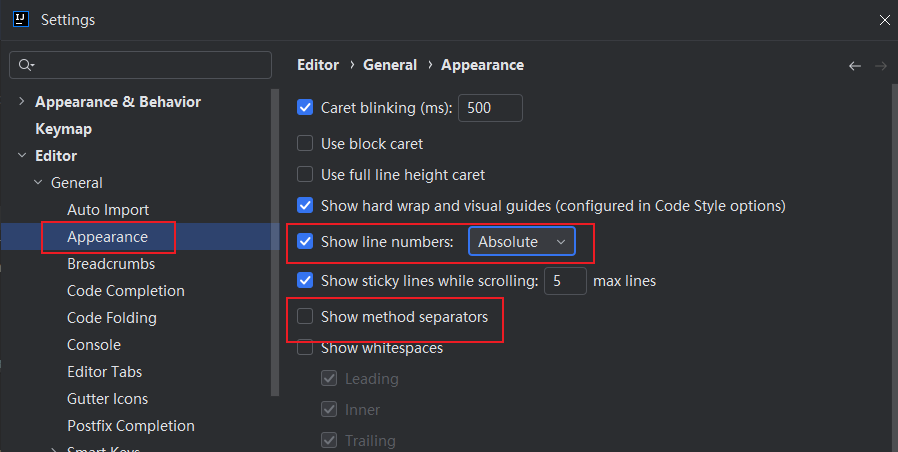 IJ
Settings
Appearance & Behavior
Keymap
Editor
General
Auto Import
Appearance
Breadcrumbs
Code Completion
Code Folding
Console
Editor Tabs
Gutter Icons
Postfix Completion
Smart Keys
Editor › General › Appearance
Caret blinking (ms): 500
Use block caret
Use full line height caret
Show hard wrap and visual guides (configured in Code Style options)
Show line numbers: Absolute
Show sticky lines while scrolling: 5 max lines
Show method separators
Show whitespaces
Leading
Inner
Trailing